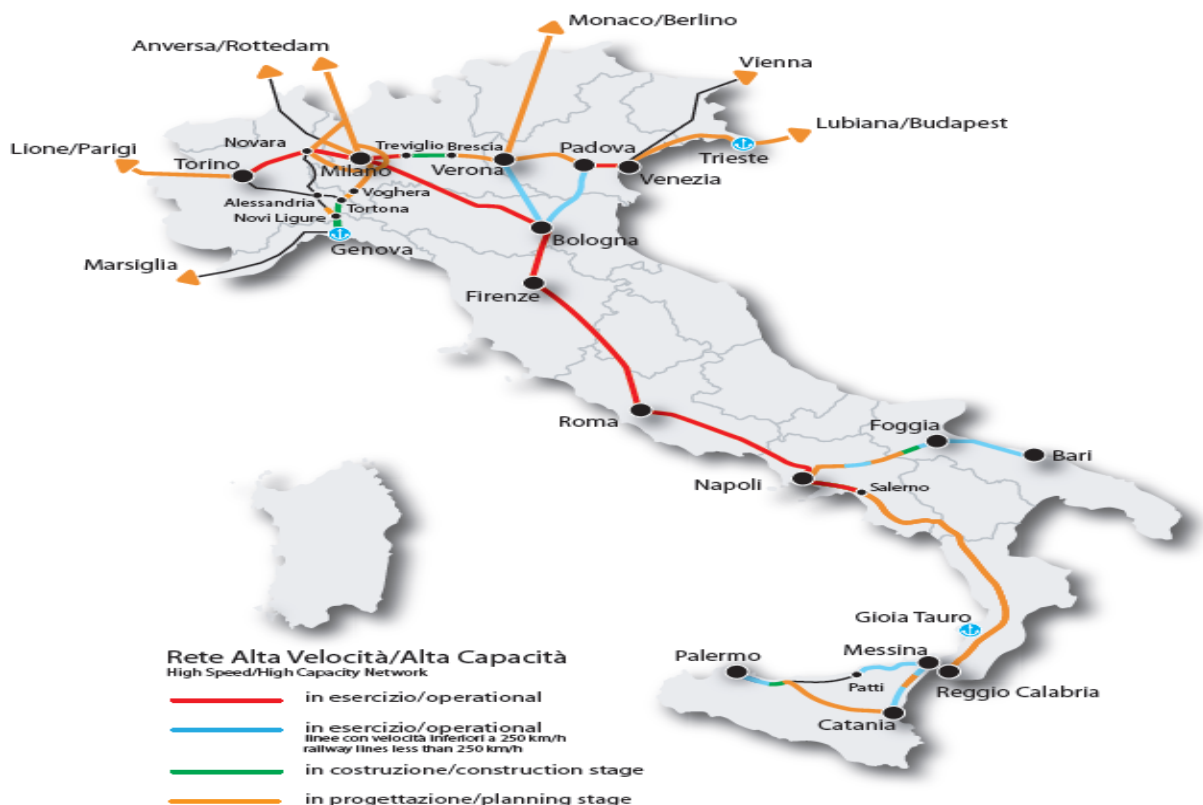 Monaco/Berlino
Anversa/Rottedam
Vienna
Lubiana/Budapest
Lione/Parigi
Novara
Torino
Milano
Treviglio
Brescia
Verona
Padova
Venezia
Trieste
Alessandria
Voghera
Tortona
Novi Ligure
Genova
Marsiglia
Bologna
Firenze
Roma
Foggia
Bari
Napoli
Salerno
Gioia Tauro
Messina
Palermo
Patti
Reggio Calabria
Catania
Rete Alta Velocità/Alta Capacità
High Speed/High Capacity Network
in esercizio/operational
in esercizio/operational
linee con velocità inferiori a 250 km/h
railway lines less than 250 km/h
in costruzione/construction stage
in progettazione/planning stage